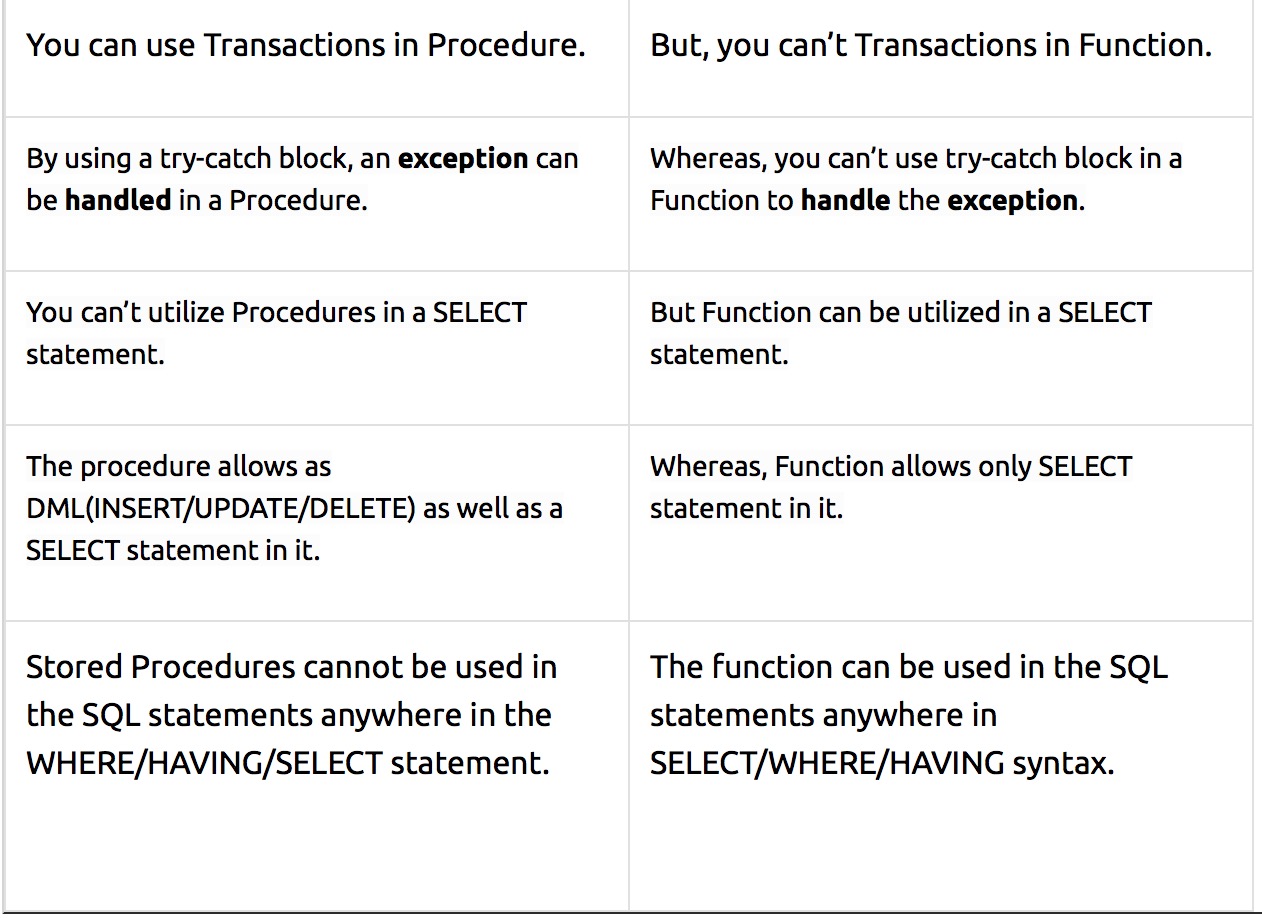 You can use Transactions in Procedure.
But, you can’t Transactions in Function.
By using a try-catch block, an exception can
be handled in a Procedure.
Whereas, you can’t use try-catch block in a
Function to handle the exception.
You can’t utilize Procedures in a SELECT
statement.
But Function can be utilized in a SELECT
statement.
The procedure allows as
DML(INSERT/UPDATE/DELETE) as well as a
SELECT statement in it.
Whereas, Function allows only SELECT
statement in it.
Stored Procedures cannot be used in
the SQL statements anywhere in the
WHERE/HAVING/SELECT statement.
The function can be used in the SQL
statements anywhere in
SELECT/WHERE/HAVING syntax.